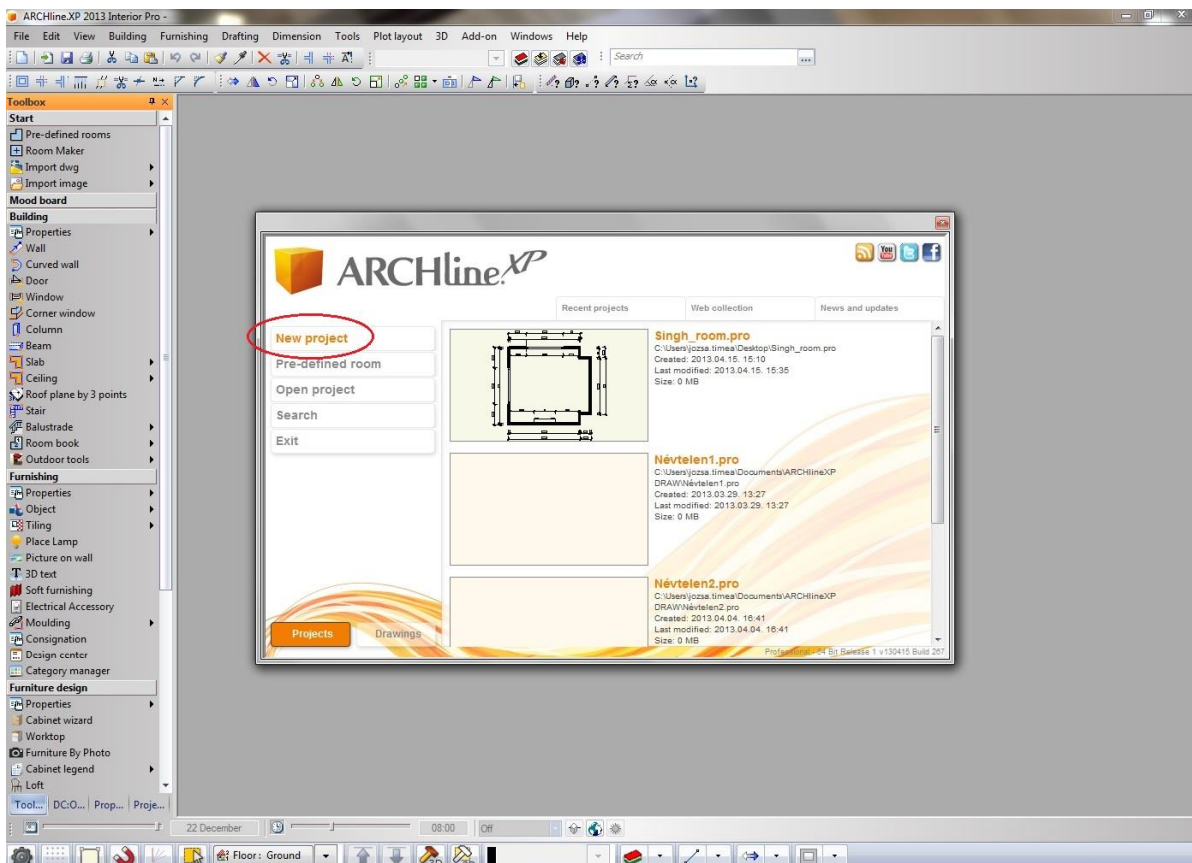 ARCHline.XP 2013 Interior Pro -
File Edit View Building Furnishing Drafting Dimension Tools Plot layout 3D Add-on Windows Help
Search
Toolbox
Start
Pre-defined rooms
Room Maker
Import dwg
Import image
Mood board
Building
Properties
Wall
Curved wall
Door
Window
Corner window
Column
Beam
Slab
Ceiling
Roof plane by 3 points
Stair
Balustrade
Room book
Outdoor tools
Furnishing
Properties
Object
Tiling
Place Lamp
Picture on wall
3D text
Soft furnishing
Electrical Accessory
Moulding
Consignation
Design center
Category manager
Furniture design
Properties
Cabinet wizard
Worktop
Furniture By Photo
Cabinet legend
Loft
Tool... DC:O... Prop... Proje...
ARCHline.XP
You Tube
Recent projects Web collection News and updates
New project
Pre-defined room
Open project
Search
Exit
Singh_room.pro
C:\Users\jozsa.timea\Desktop\Singh_room.pro
Created: 2013.04.15. 15:10
Last modified: 2013.04.15. 15:35
Size: 0 MB
Névtelen1.pro
C:\Users\jozsa.timea\Documents\ARCHlineXP
DRAW\Névtelen1.pro
Created: 2013.03.29. 13:27
Last modified: 2013.03.29. 13:27
Size: 0 MB
Névtelen2.pro
C:\Users\jozsa.timea\Documents\ARCHlineXP
DRAW\Névtelen2.pro
Created: 2013.04.04. 16:41
Last modified: 2013.04.04. 16:41
Size: 0 MB
Projects Drawings
Professional - 64 Bit Release 1 v130415 Build 267
22 December 08:00 Off
Floor: Ground